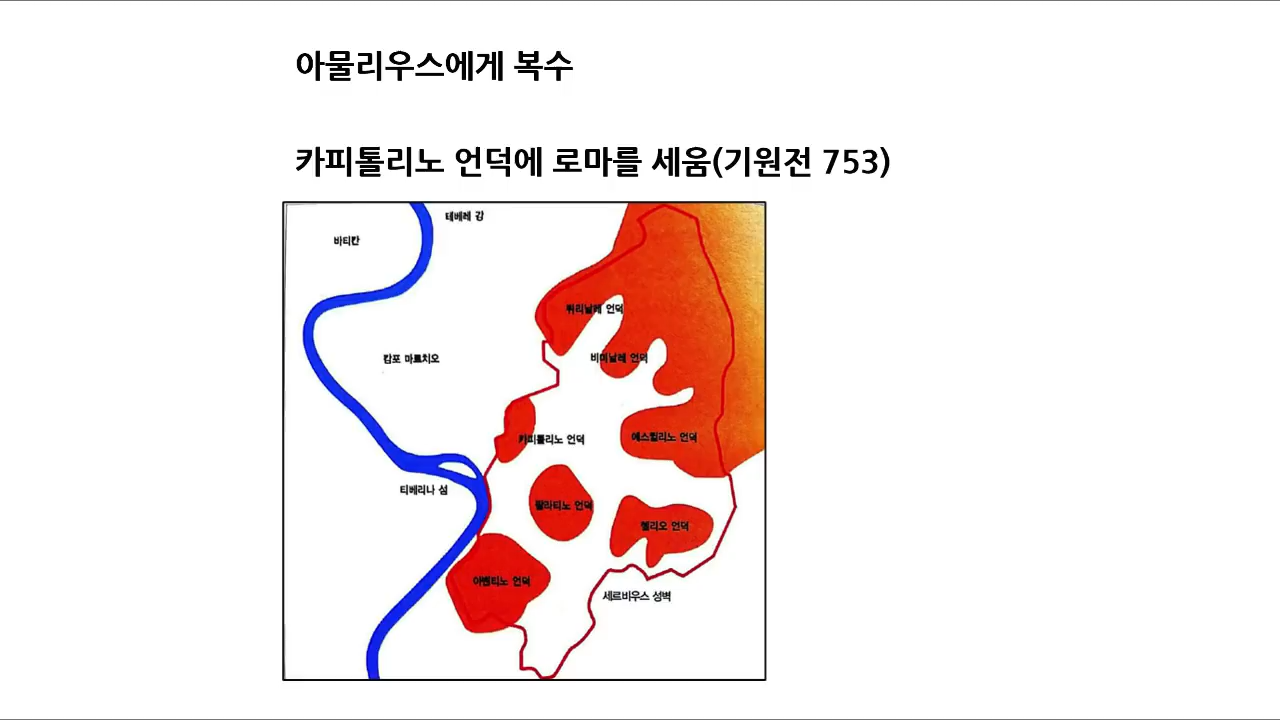 아물리우스에게 복수
카피톨리노 언덕에 로마를 세움(기원전 753)
테베레 강
바티칸
퀴리날레 언덕
비미날레 언덕
캄포 마르치오
카피톨리노 언덕
에스퀼리노 언덕
티베리나 섬
팔라티노 언덕
첼리오 언덕
아벤티노 언덕
세르비우스 성벽